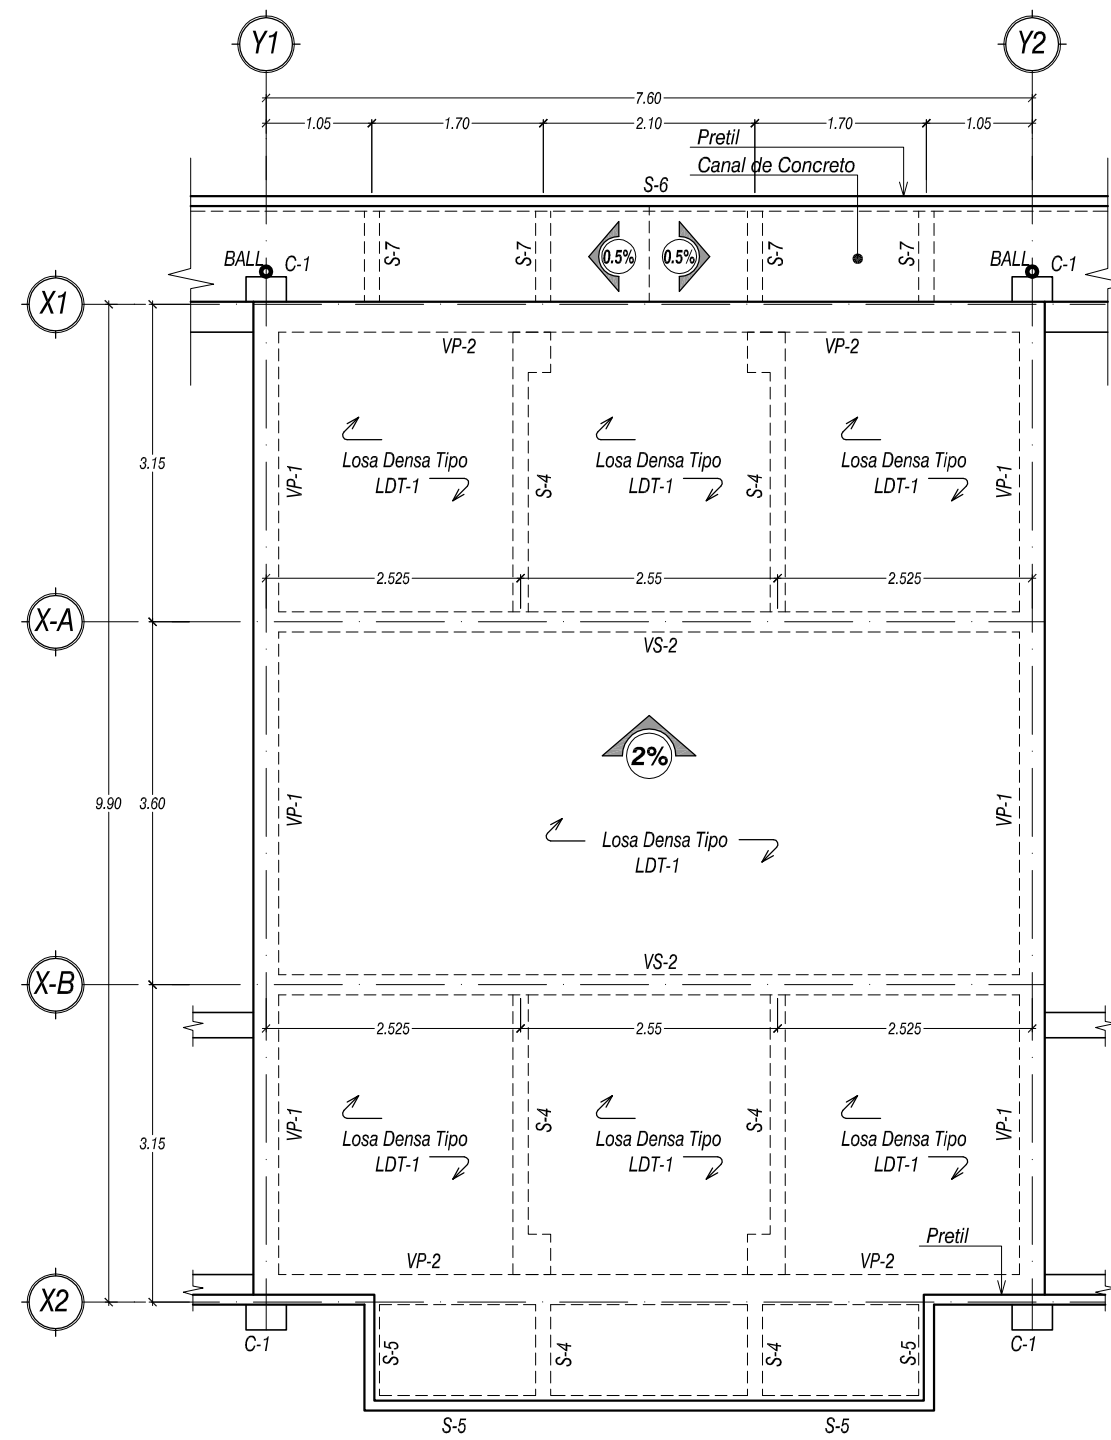 Y1
Y2
7.60
1.05
1.70
2.10
1.70
1.05
Pretil
Canal de Concreto
S-6
S-7
S-7
0.5%
0.5%
S-7
S-7
BALL
C-1
BALL
C-1
X1
VP-2
VP-2
3.15
VP-1
Losa Densa Tipo
LDT-1
S-4
Losa Densa Tipo
LDT-1
S-4
Losa Densa Tipo
LDT-1
VP-1
2.525
2.55
2.525
X-A
VS-2
2%
9.90
3.60
VP-1
VP-1
Losa Densa Tipo
LDT-1
VS-2
X-B
2.525
2.55
2.525
3.15
VP-1
Losa Densa Tipo
LDT-1
S-4
Losa Densa Tipo
LDT-1
S-4
Losa Densa Tipo
LDT-1
VP-1
VP-2
VP-2
Pretil
X2
C-1
S-5
S-4
S-4
S-5
C-1
S-5
S-5